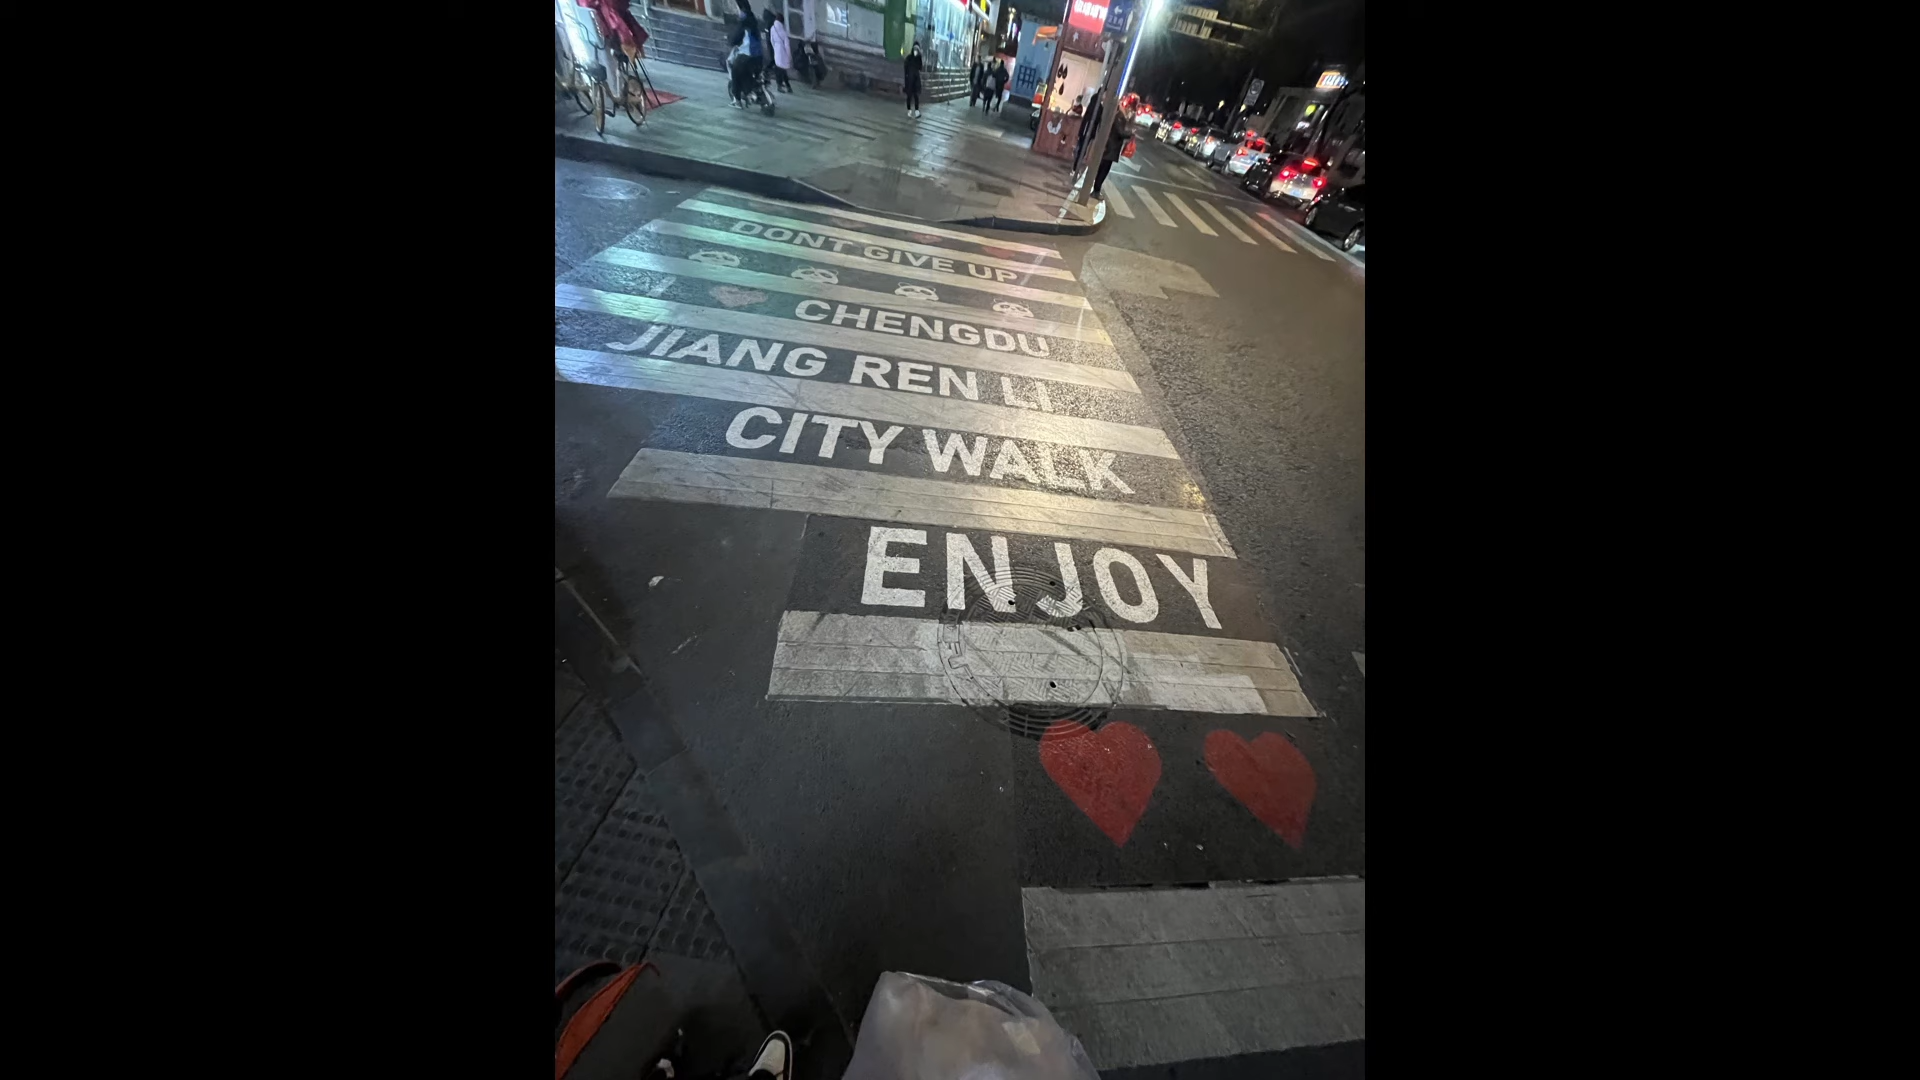 DONT GIVE UP
CHENGDU
JIANG REN LI
CITY WALK
ENJOY